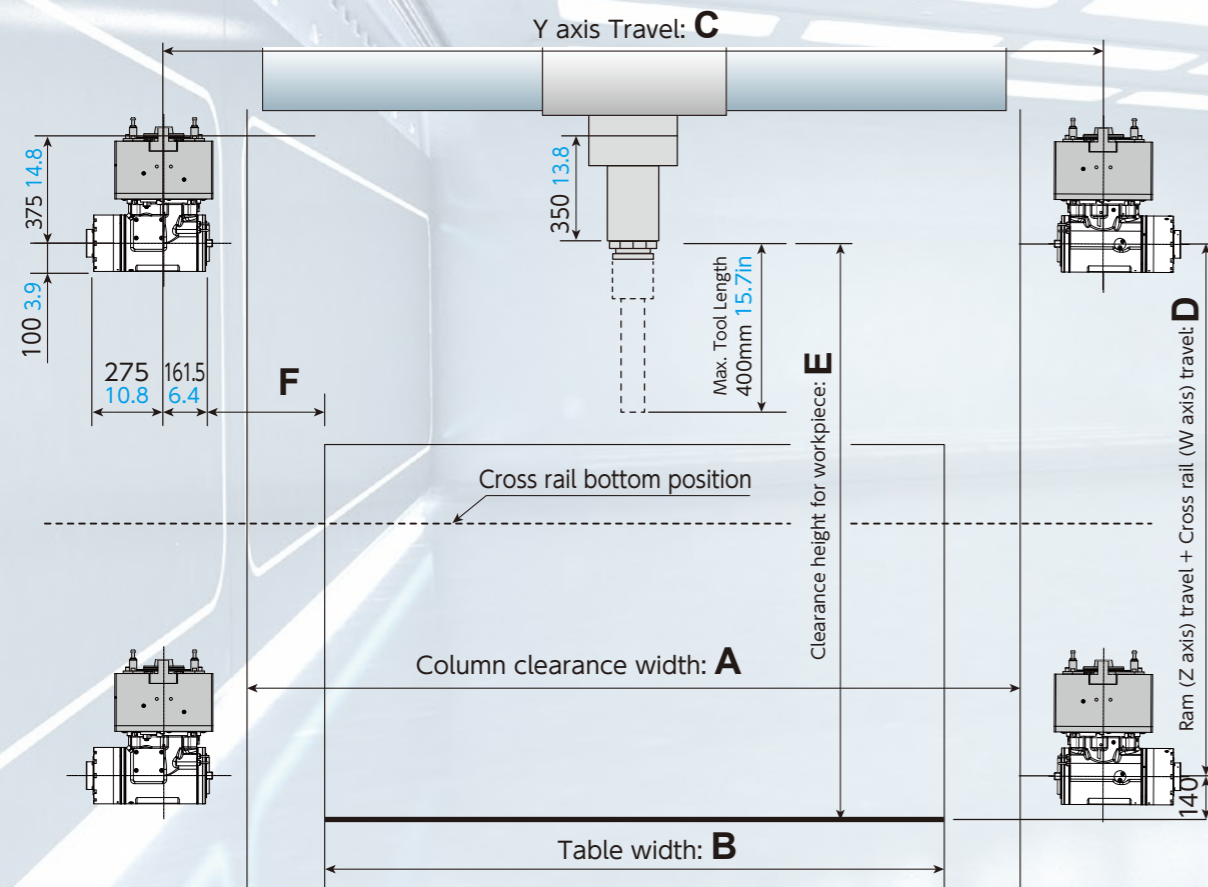 Y axis Travel: C
375 14.8
350 13.8
100 3.9
275
10.8
161.5
6.4
F
Max. Tool Length
400mm 15.7in
Clearance height for workpiece: E
Ram (Z axis) travel + Cross rail (W axis) travel: D
Cross rail bottom position
Column clearance width: A
140
Table width: B